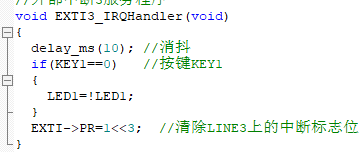 //外部中断3服务程序
void EXTI3_IRQHandler(void)
{
delay_ms(10); //消抖
if(KEY1==0) //按键KEY1
{
LED1=!LED1;
}
EXTI->PR=1<<3; //清除LINE3上的中断标志位
}